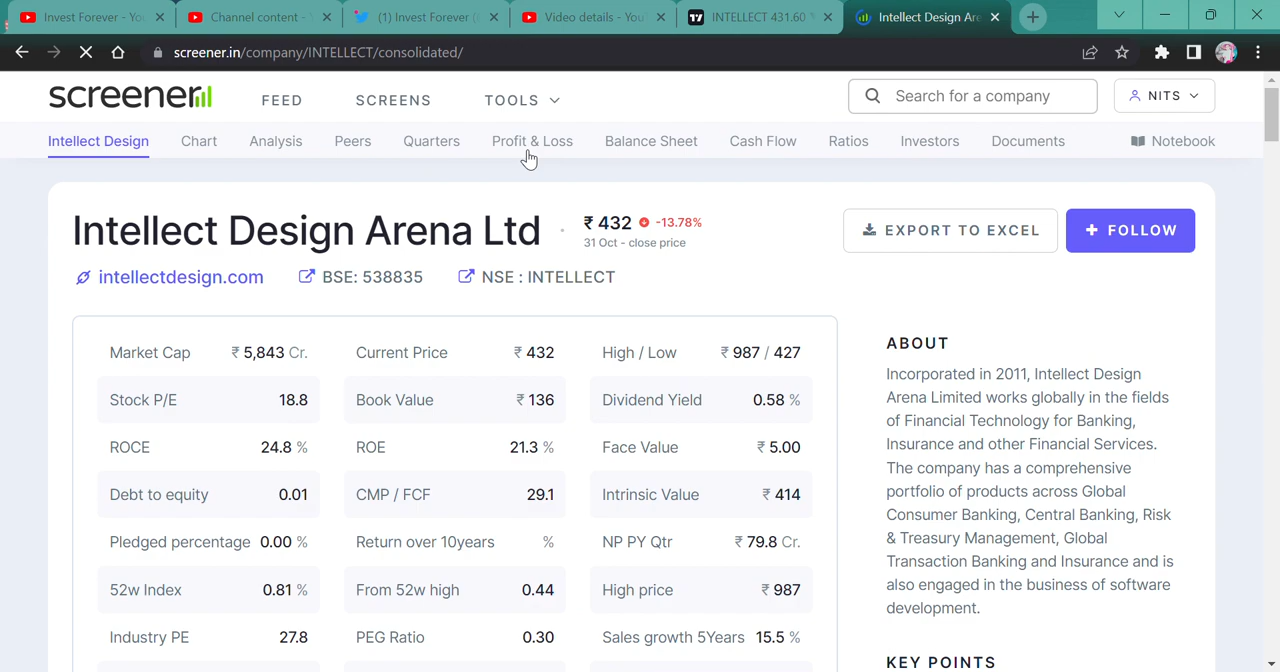 Invest Forever - Yo
Channel content - Y
(1) Invest Forever (
Video details - You
INTELLECT 431.60
Intellect Design Are
screener.in/company/INTELLECT/consolidated/
screener
FEED
SCREENS
TOOLS
Search for a company
NITS
Intellect Design
Chart
Analysis
Peers
Quarters
Profit & Loss
Balance Sheet
Cash Flow
Ratios
Investors
Documents
Notebook
Intellect Design Arena Ltd
₹ 432 -13.78%
31 Oct - close price
EXPORT TO EXCEL
+ FOLLOW
intellectdesign.com
BSE: 538835
NSE : INTELLECT
Market Cap ₹ 5,843 Cr.
Current Price ₹ 432
High / Low ₹ 987 / 427
Stock P/E 18.8
Book Value ₹ 136
Dividend Yield 0.58 %
ROCE 24.8 %
ROE 21.3 %
Face Value ₹ 5.00
Debt to equity 0.01
CMP / FCF 29.1
Intrinsic Value ₹ 414
Pledged percentage 0.00 %
Return over 10years %
NP PY Qtr ₹ 79.8 Cr.
52w Index 0.81 %
From 52w high 0.44
High price ₹ 987
Industry PE 27.8
PEG Ratio 0.30
Sales growth 5Years 15.5 %
ABOUT
Incorporated in 2011, Intellect Design
Arena Limited works globally in the fields
of Financial Technology for Banking,
Insurance and other Financial Services.
The company has a comprehensive
portfolio of products across Global
Consumer Banking, Central Banking, Risk
& Treasury Management, Global
Transaction Banking and Insurance and is
also engaged in the business of software
development.
KEY POINTS